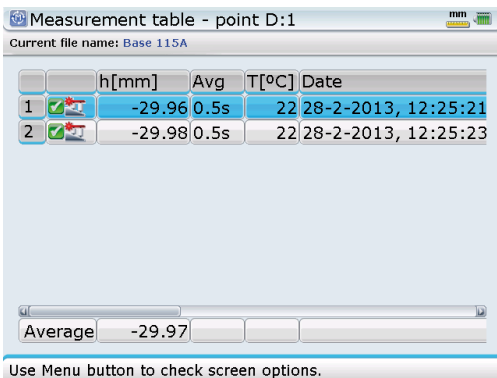 Measurement table - point D:1
mm
Current file name: Base 115A
h[mm] Avg T[ºC] Date
1 -29.96 0.5s 22 28-2-2013, 12:25:21
2 -29.98 0.5s 22 28-2-2013, 12:25:23
Average -29.97
Use Menu button to check screen options.